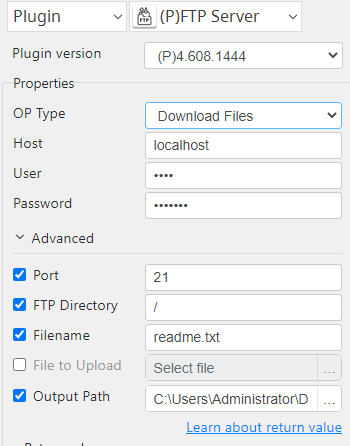 Plugin (P)FTP Server
Plugin version (P)4.608.1444
Properties
OP Type Download Files
Host localhost
User ••••
Password •••••••
Advanced
Port 21
FTP Directory /
Filename readme.txt
File to Upload Select file ...
Output Path C:\Users\Administrator\D ...
Learn about return value